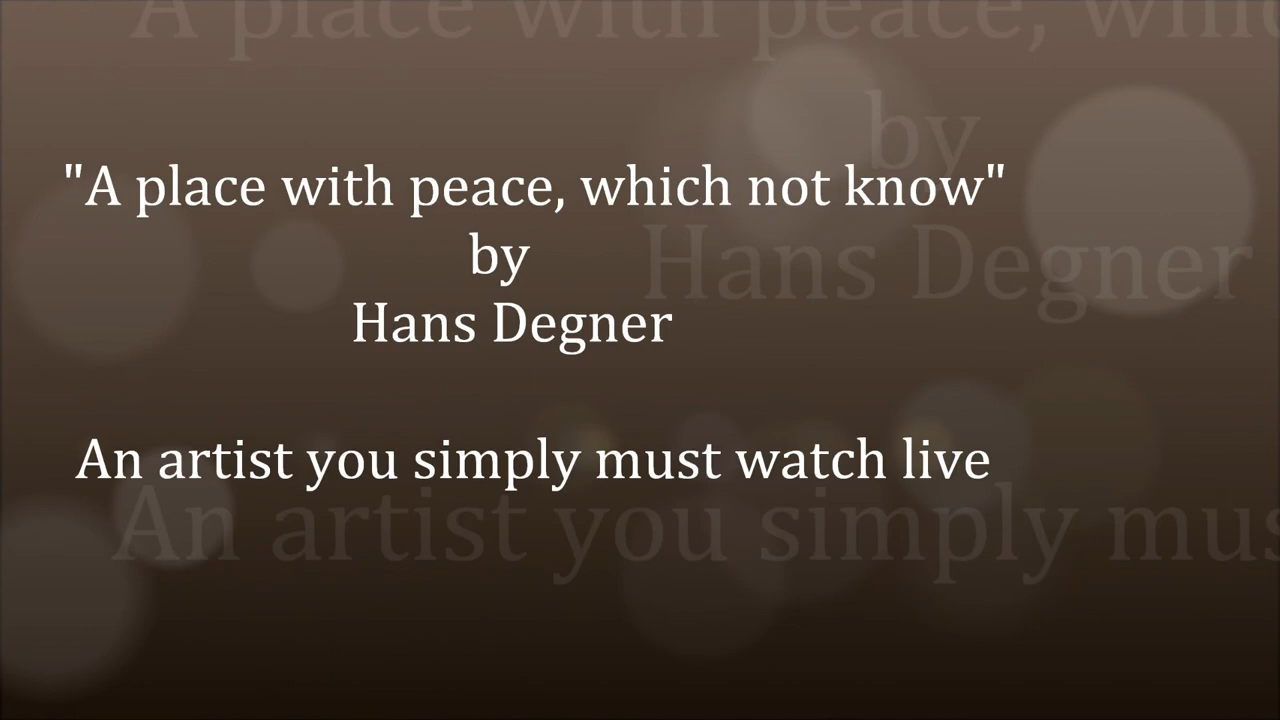 "A place with peace, which not know"
by
Hans Degner
An artist you simply must watch live